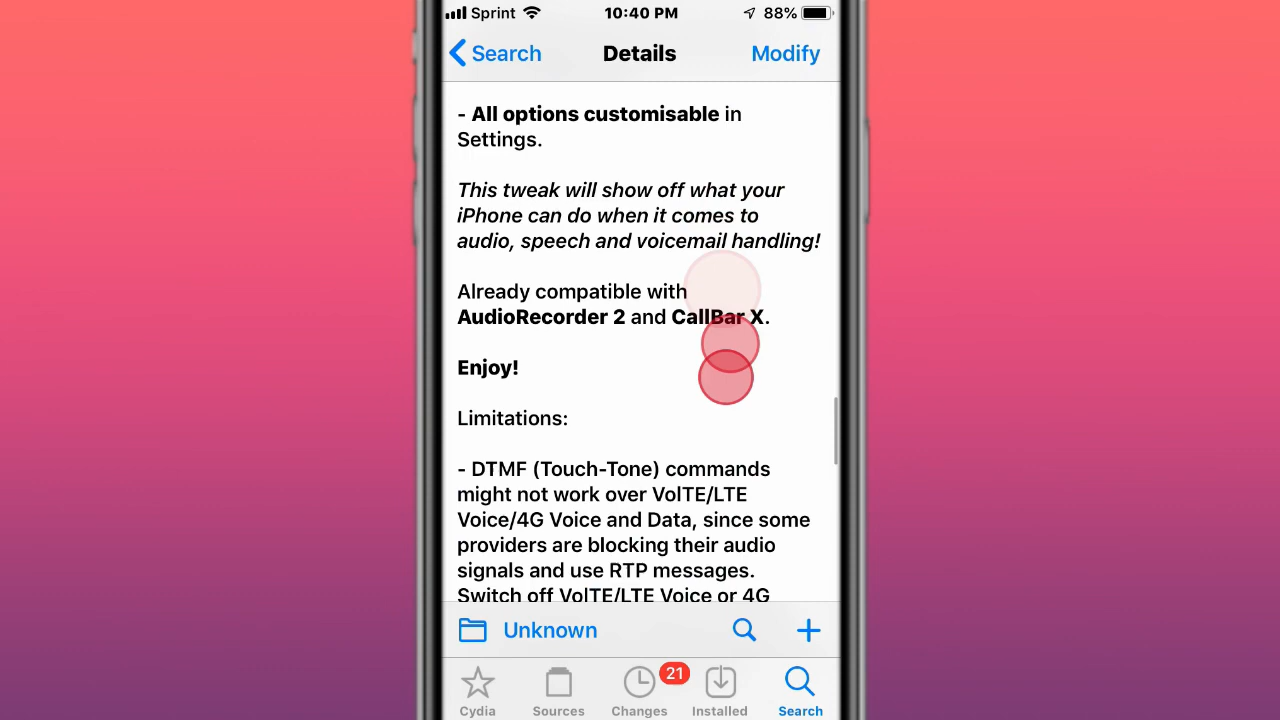 Sprint 10:40 PM 88%
Search Details Modify
- All options customisable in
Settings.
This tweak will show off what your
iPhone can do when it comes to
audio, speech and voicemail handling!
Already compatible with
AudioRecorder 2 and CallBar X.
Enjoy!
Limitations:
- DTMF (Touch-Tone) commands
might not work over VolTE/LTE
Voice/4G Voice and Data, since some
providers are blocking their audio
signals and use RTP messages.
Switch off VolTE/LTE Voice or 4G
Unknown
21
Cydia Sources Changes Installed Search